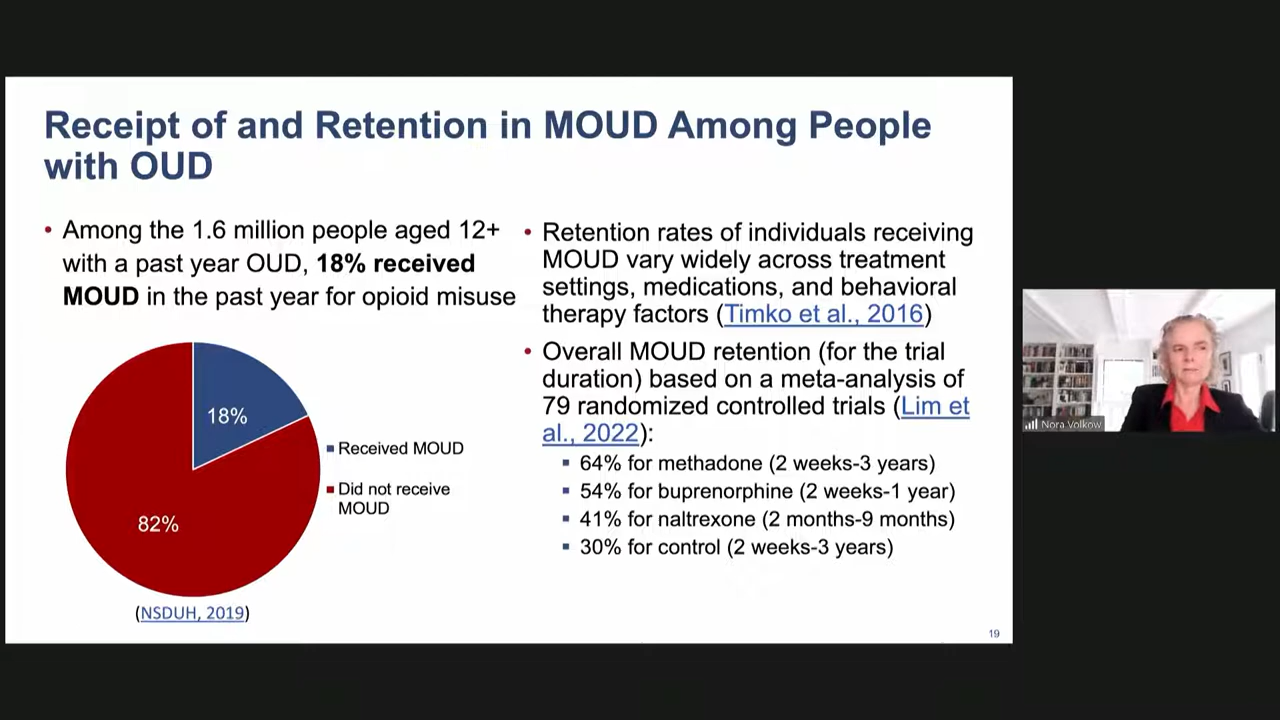 Receipt of and Retention in MOUD Among People
with OUD
• Among the 1.6 million people aged 12+
with a past year OUD, 18% received
MOUD in the past year for opioid misuse
18%
82%
Received MOUD
Did not receive
MOUD
(NSDUH, 2019)
• Retention rates of individuals receiving
MOUD vary widely across treatment
settings, medications, and behavioral
therapy factors (Timko et al., 2016)
• Overall MOUD retention (for the trial
duration) based on a meta-analysis of
79 randomized controlled trials (Lim et
al., 2022):
▪ 64% for methadone (2 weeks-3 years)
▪ 54% for buprenorphine (2 weeks-1 year)
▪ 41% for naltrexone (2 months-9 months)
▪ 30% for control (2 weeks-3 years)
19
Nora Volkow